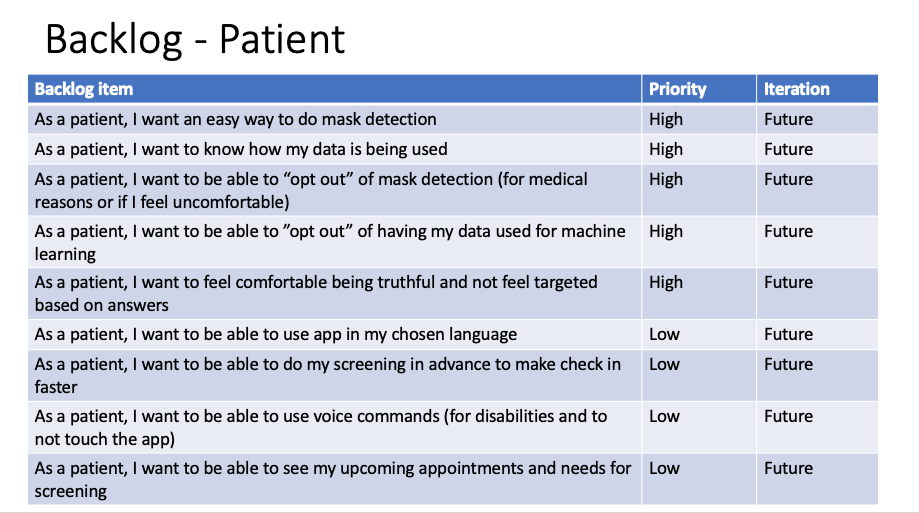 Backlog - Patient
Backlog item Priority Iteration
As a patient, I want an easy way to do mask detection High Future
As a patient, I want to know how my data is being used High Future
As a patient, I want to be able to “opt out” of mask detection (for medical High Future
reasons or if I feel uncomfortable)
As a patient, I want to be able to ”opt out” of having my data used for machine High Future
learning
As a patient, I want to feel comfortable being truthful and not feel targeted High Future
based on answers
As a patient, I want to be able to use app in my chosen language Low Future
As a patient, I want to be able to do my screening in advance to make check in Low Future
faster
As a patient, I want to be able to use voice commands (for disabilities and to Low Future
not touch the app)
As a patient, I want to be able to see my upcoming appointments and needs for Low Future
screening